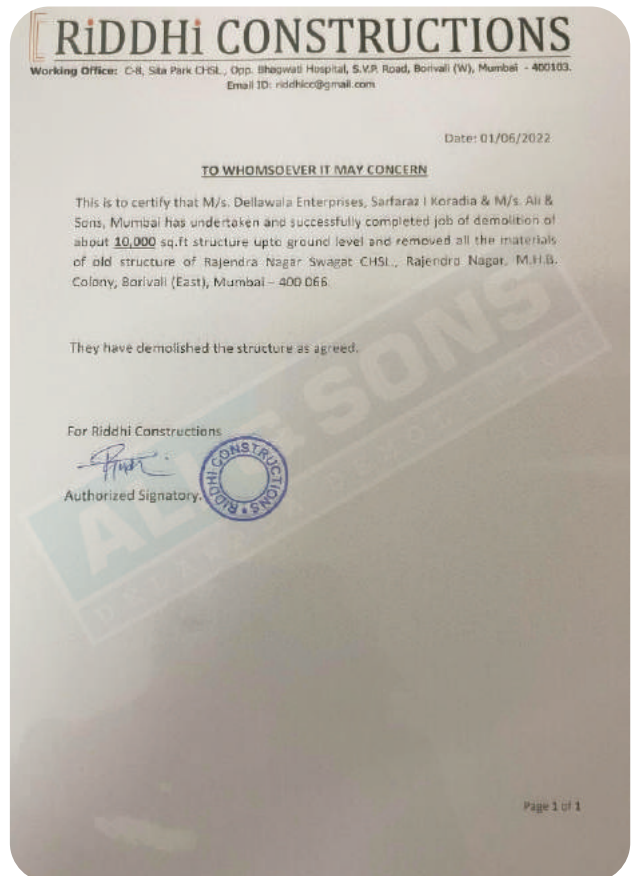 RiDDHi CONSTRUCTIONS
Working Office: C-8, Sita Park CHSL., Opp. Bhagwati Hospital, S.V.P. Road, Borivali (W), Mumbai - 400103.
Email ID: riddhicc@gmail.com
Date: 01/06/2022
TO WHOMSOEVER IT MAY CONCERN
This is to certify that M/s. Dellawala Enterprises, Sarfaraz I Koradia & M/s. Ali &
Sons, Mumbai has undertaken and successfully completed job of demolition of
about 10,000 sq.ft structure upto ground level and removed all the materials
of old structure of Rajendra Nagar Swagat CHSL., Rajendra Nagar, M.H.B.
Colony, Borivali (East), Mumbai – 400 066.
They have demolished the structure as agreed.
For Riddhi Constructions
Authorized Signatory.
RIDDHI CONSTRUCTIONS
ALI & SONS
Page 1 of 1